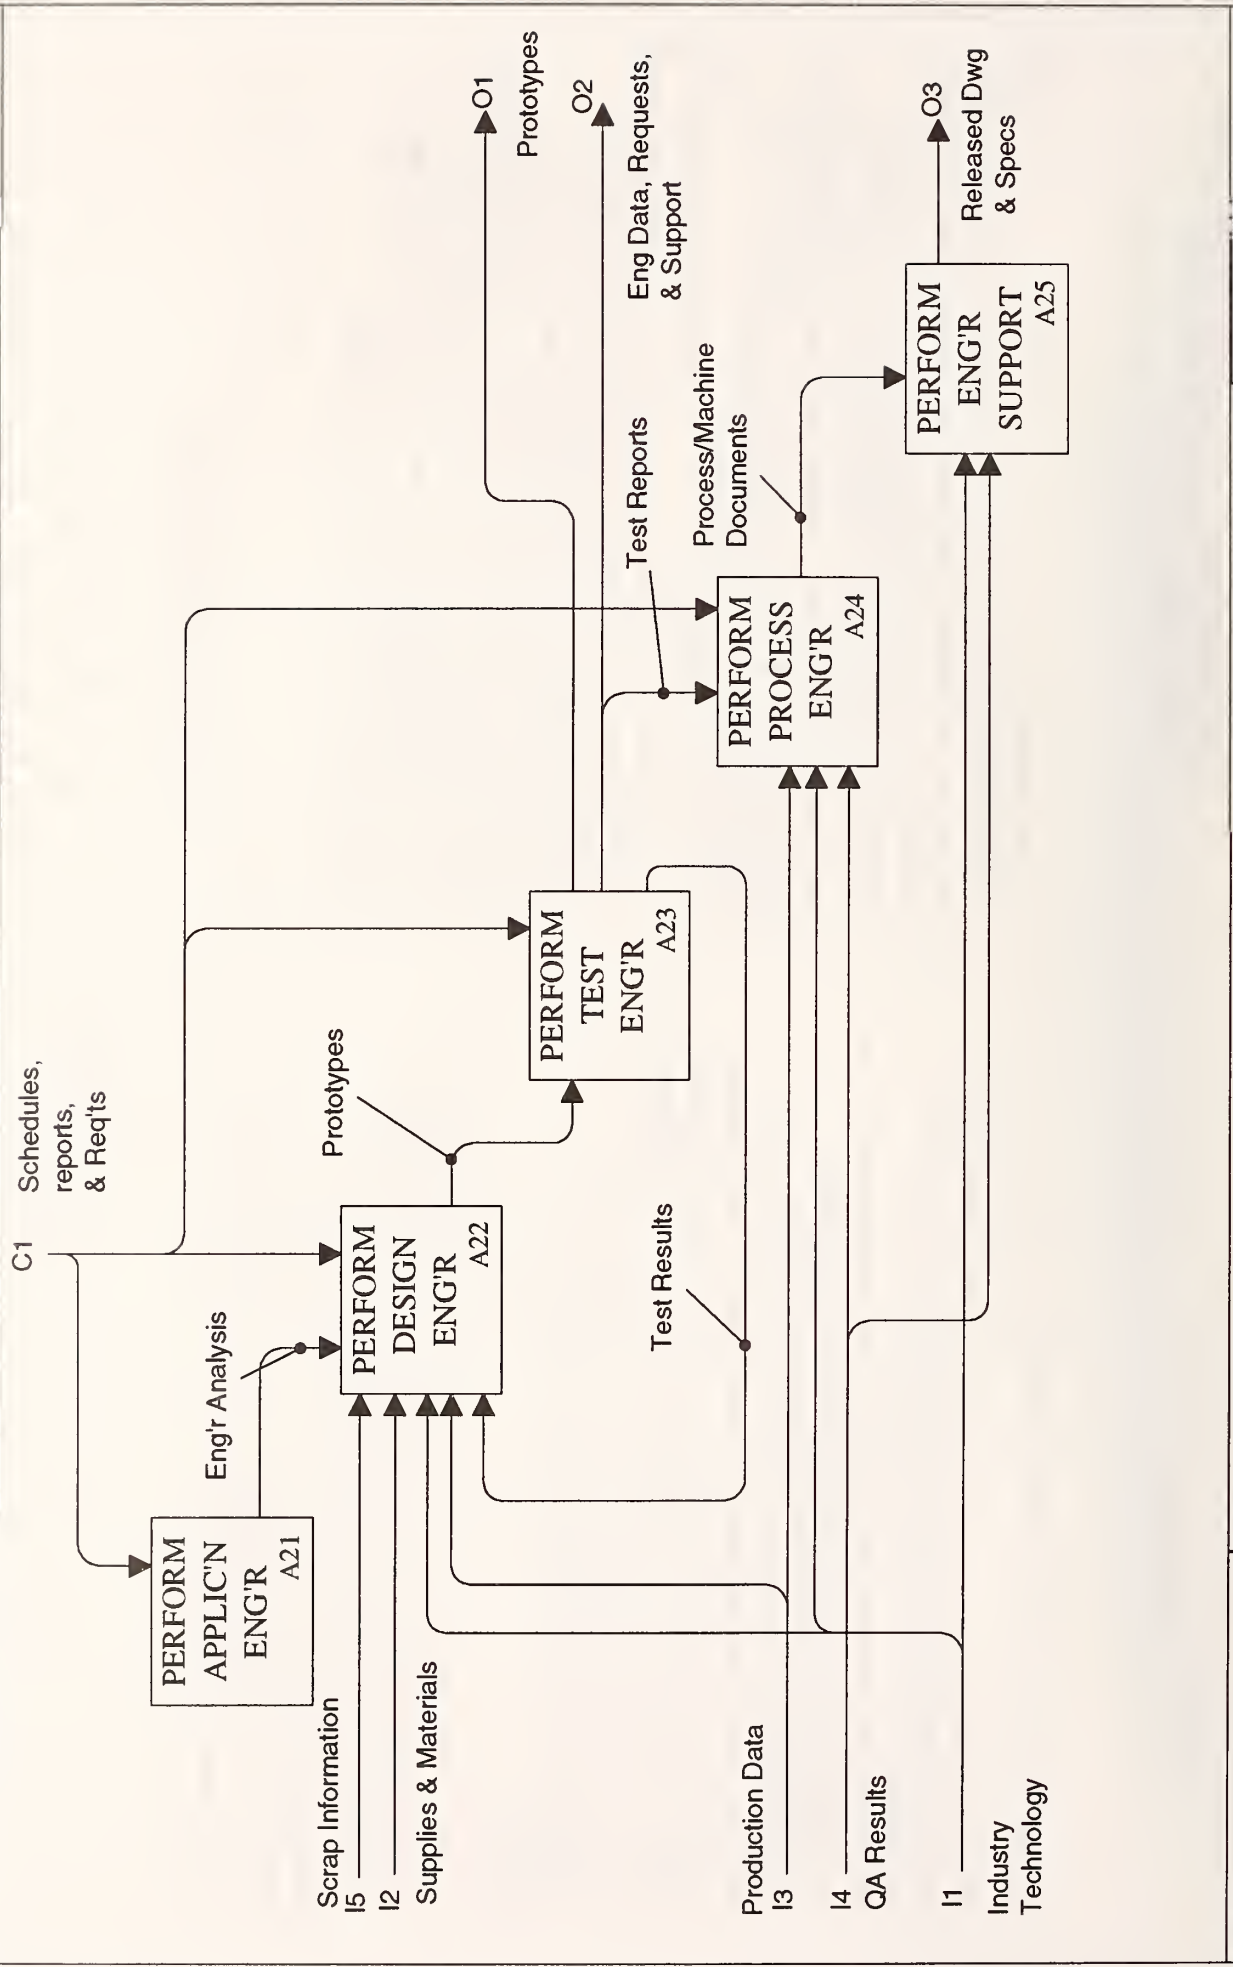 C1
Schedules,
reports,
& Req'ts
PERFORM
APPLIC'N
ENG'R
A21
Eng'r Analysis
Scrap Information
I5
I2
Supplies & Materials
PERFORM
DESIGN
ENG'R
A22
Prototypes
PERFORM
TEST
ENG'R
A23
Test Results
O1
Prototypes
O2
Eng Data, Requests,
& Support
Test Reports
Production Data
I3
I4
QA Results
PERFORM
PROCESS
ENG'R
A24
Process/Machine
Documents
I1
Industry
Technology
PERFORM
ENG'R
SUPPORT
A25
O3
Released Dwg
& Specs